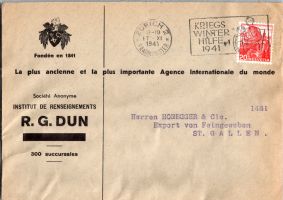 Fondée en 1841
ZÜRICH
1941
KRIEGS
WINTER
HILFE
1941
La plus ancienne et la plus importante Agence Internationale du monde
Société Anonyme
INSTITUT DE RENSEIGNEMENTS
R. G. DUN
300 succursales
1481
Herren HONEGGER & Cie.
Export von Feingeweben
ST. GALLEN.